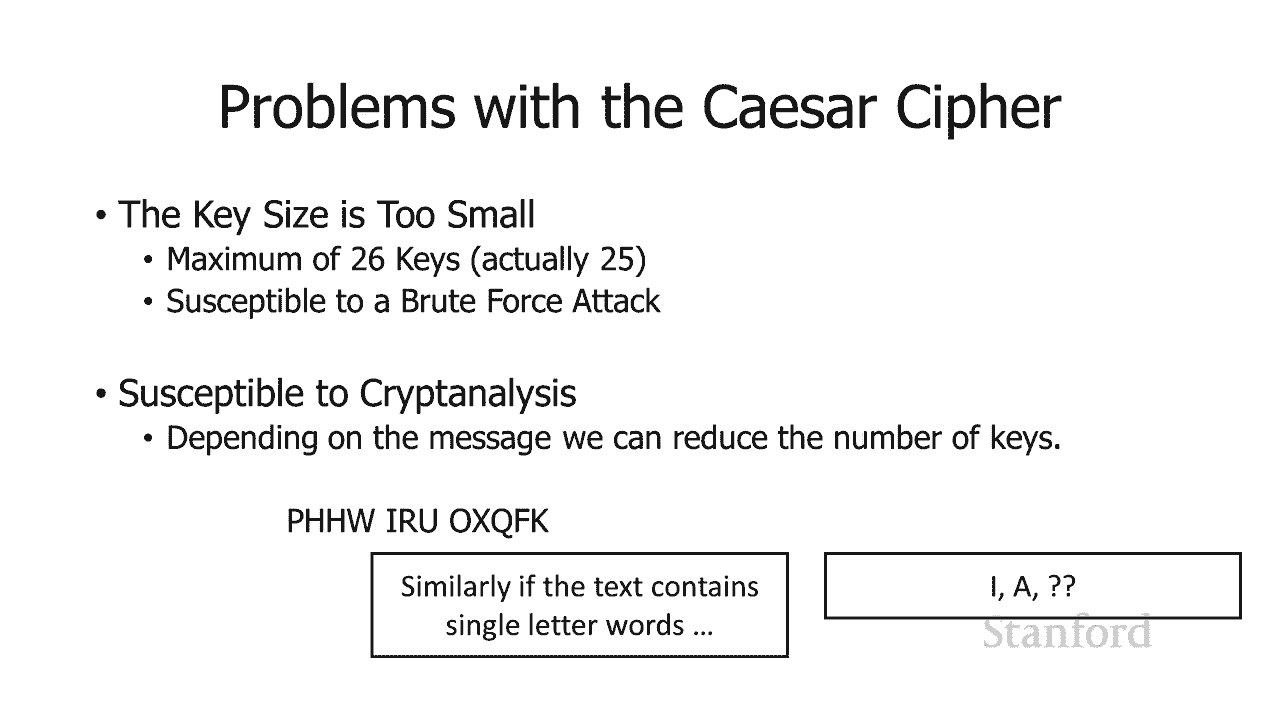 Problems with the Caesar Cipher
• The Key Size is Too Small
• Maximum of 26 Keys (actually 25)
• Susceptible to a Brute Force Attack
• Susceptible to Cryptanalysis
• Depending on the message we can reduce the number of keys.
PHHW IRU OXQFK
Similarly if the text contains
single letter words ...
I, A, ??
Stanford